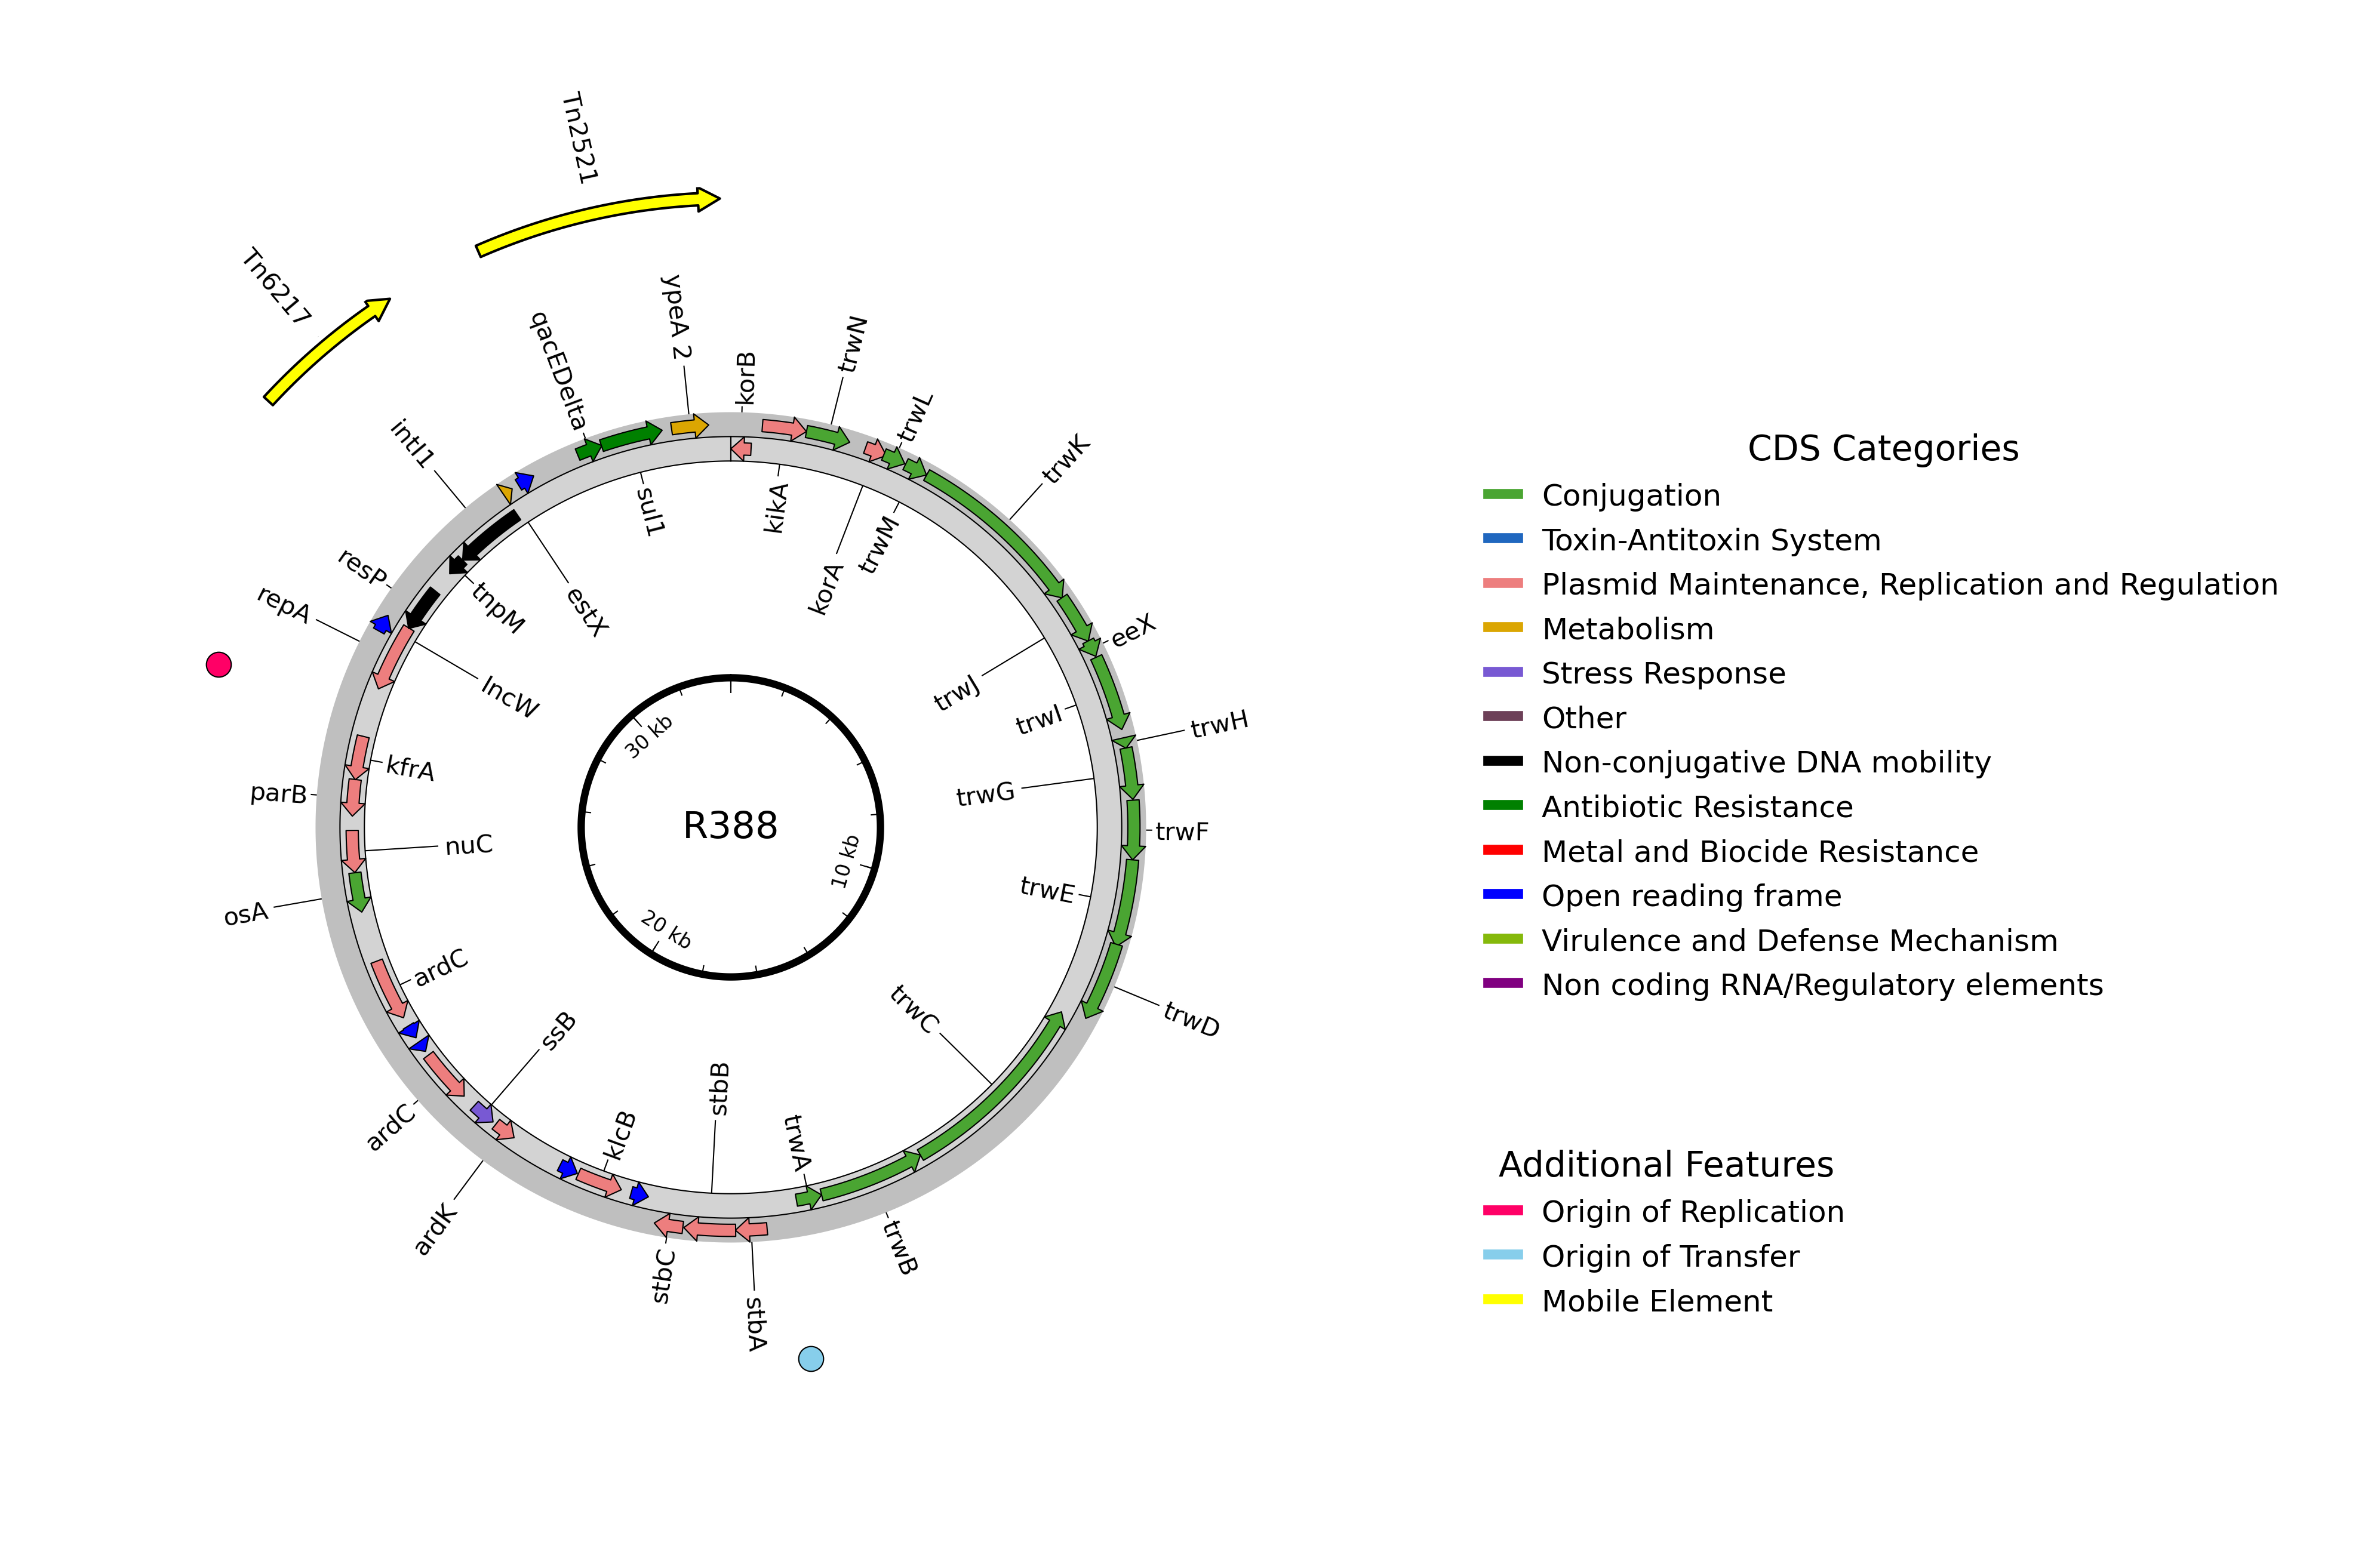 Tn2521
Tn6217
ypeA 2
qacEDelta
korB
trwN
trwL
trwK
intI1
sul1
kikA
trwM
korA
resP
repA
tnpM
estX
IncW
eeX
trwJ
trwI
trwH
trwG
trwF
trwE
trwD
trwC
trwB
trwA
kfrA
parB
nuC
osA
ardC
ardC
ssB
ardK
klcB
stbB
stbC
stbA
30 kb
R388
10 kb
20 kb
CDS Categories
Conjugation
Toxin-Antitoxin System
Plasmid Maintenance, Replication and Regulation
Metabolism
Stress Response
Other
Non-conjugative DNA mobility
Antibiotic Resistance
Metal and Biocide Resistance
Open reading frame
Virulence and Defense Mechanism
Non coding RNA/Regulatory elements
Additional Features
Origin of Replication
Origin of Transfer
Mobile Element